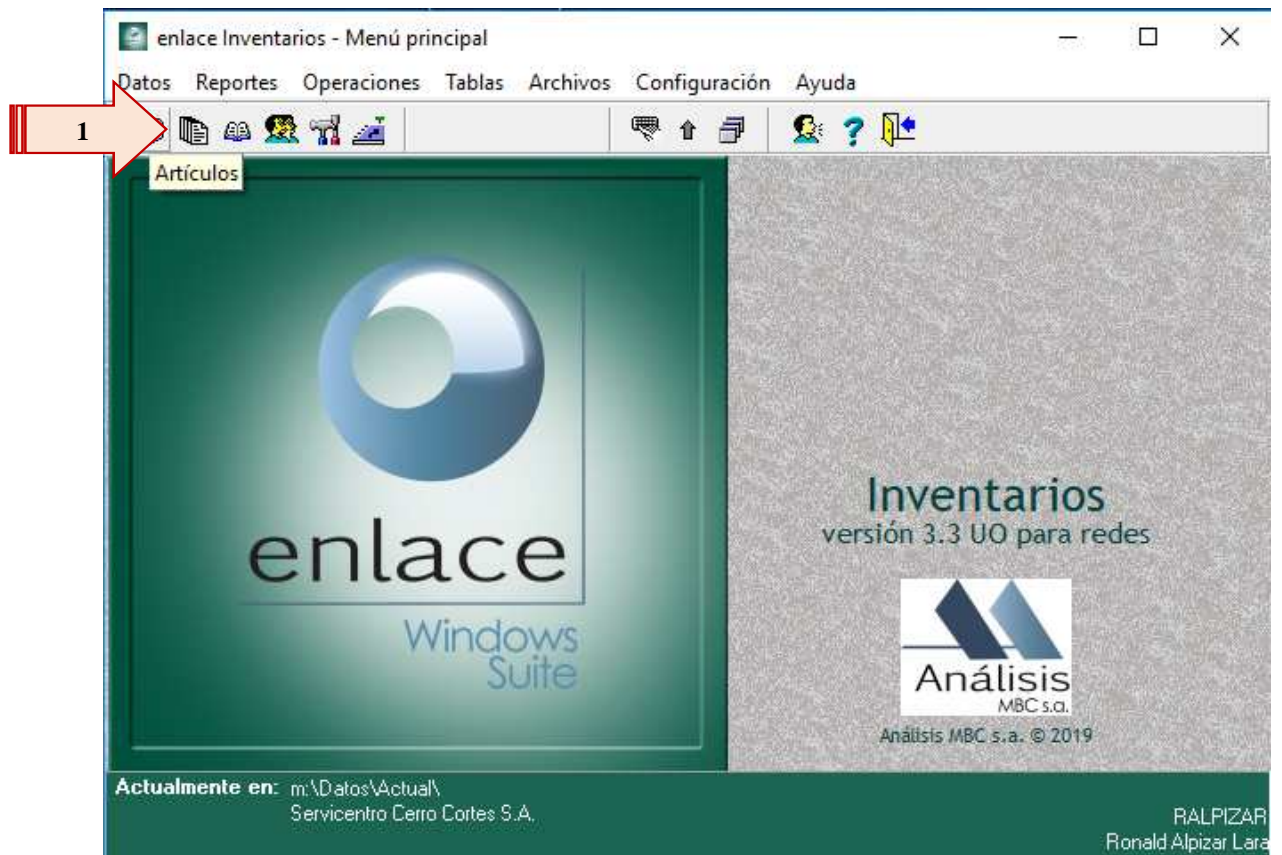 enlace Inventarios - Menú principal
Datos Reportes Operaciones Tablas Archivos Configuración Ayuda
1
Artículos
enlace
Windows
Suite
Inventarios
versión 3.3 UO para redes
Análisis
MBC s.a.
Análisis MBC s.a. © 2019
Actualmente en: m:\Datos\Actual\
Servicentro Cerro Cortes S.A.
RALPIZAR
Ronald Alpizar Lara